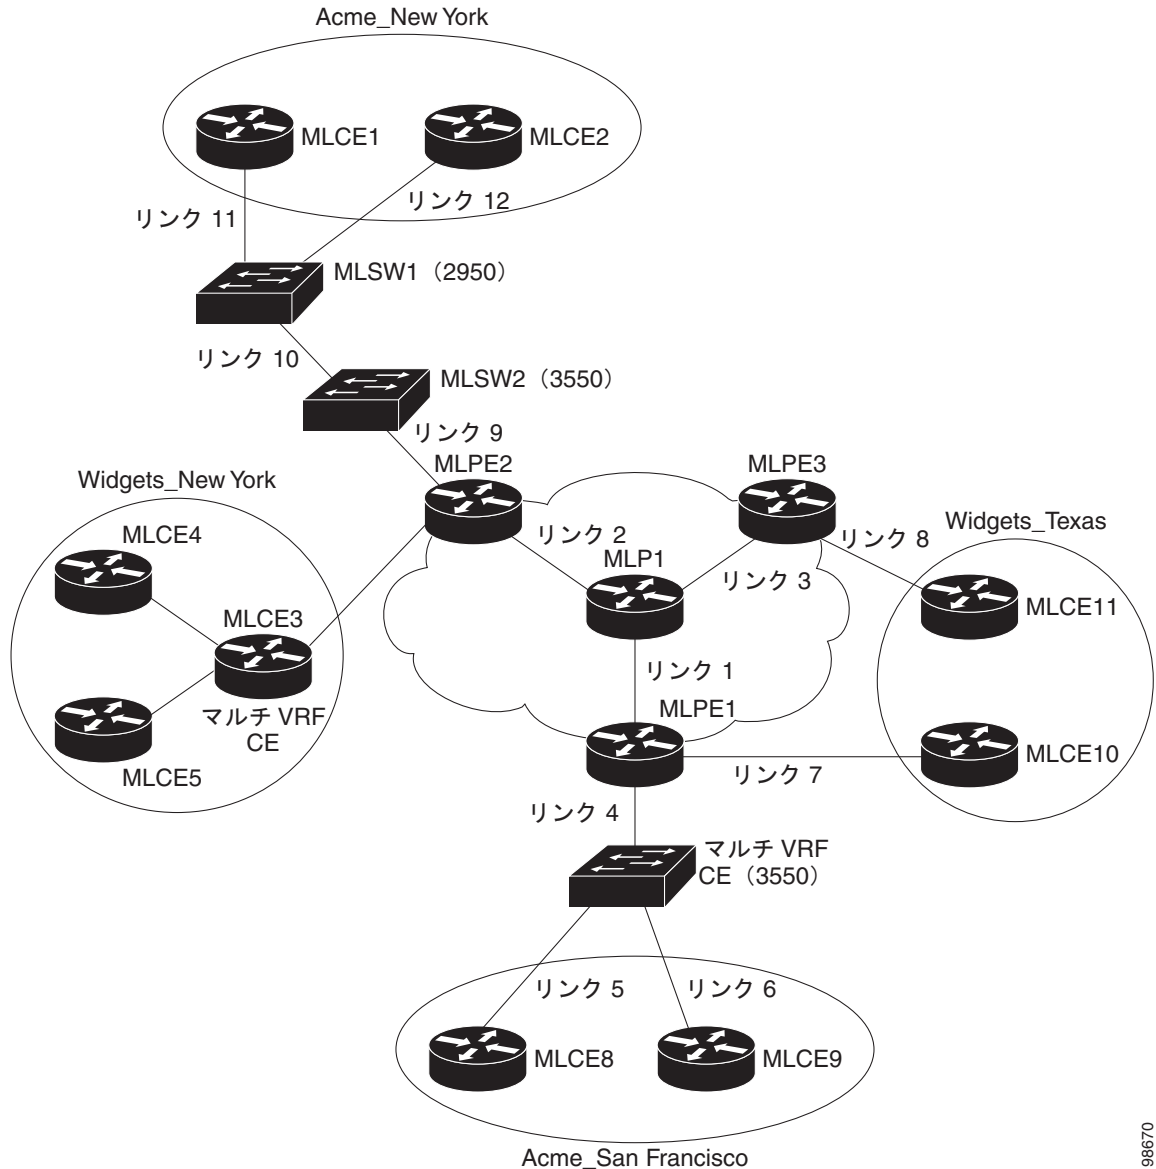 Acme_New York
MLCE1
MLCE2
リンク 11
リンク 12
MLSW1（2950）
リンク 10
MLSW2（3550）
リンク 9
MLPE2
MLPE3
Widgets_New York
Widgets_Texas
MLCE4
リンク 2
リンク 8
MLP1
リンク 3
MLCE11
MLCE3
リンク 1
マルチ VRF
CE
MLPE1
MLCE5
MLCE10
リンク 7
リンク 4
マルチ VRF
CE（3550）
リンク 5
リンク 6
MLCE8
MLCE9
Acme_San Francisco
98670